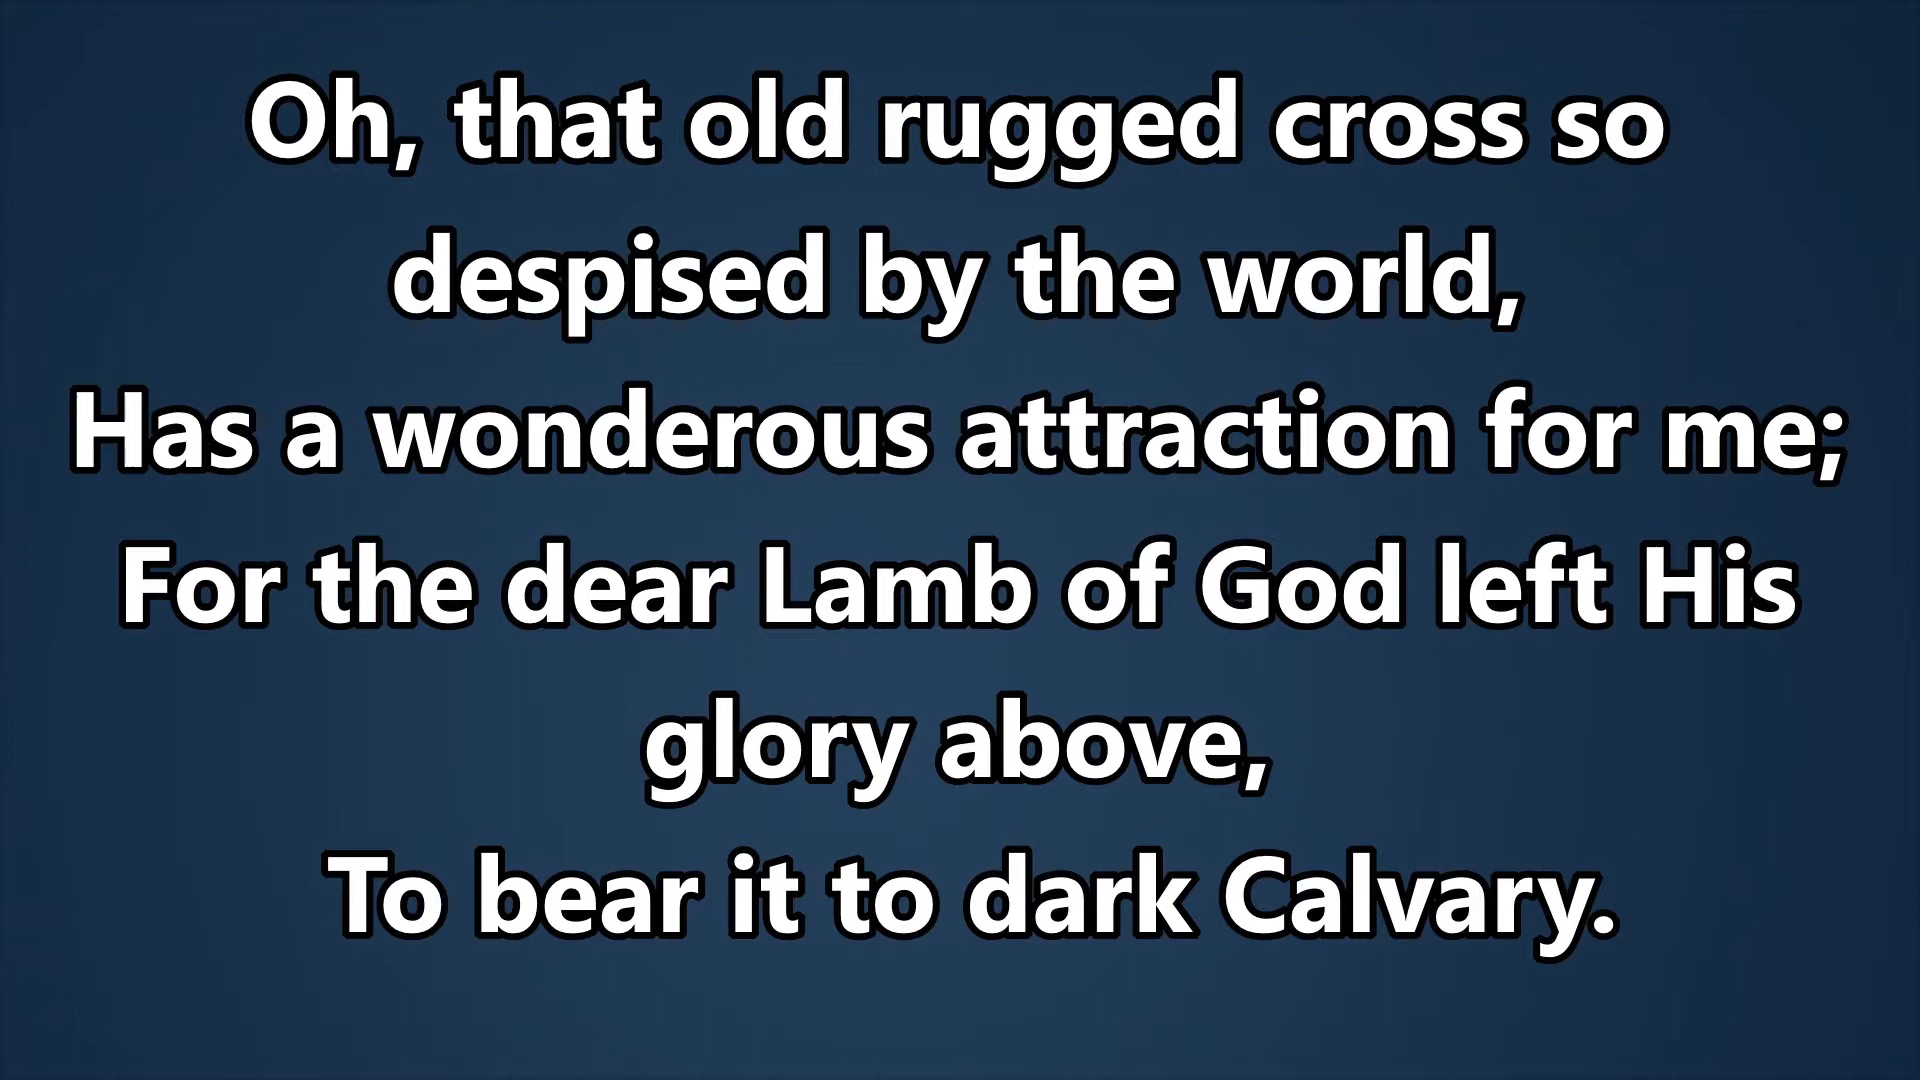 Oh, that old rugged cross so
despised by the world,
Has a wonderous attraction for me;
For the dear Lamb of God left His
glory above,
To bear it to dark Calvary.